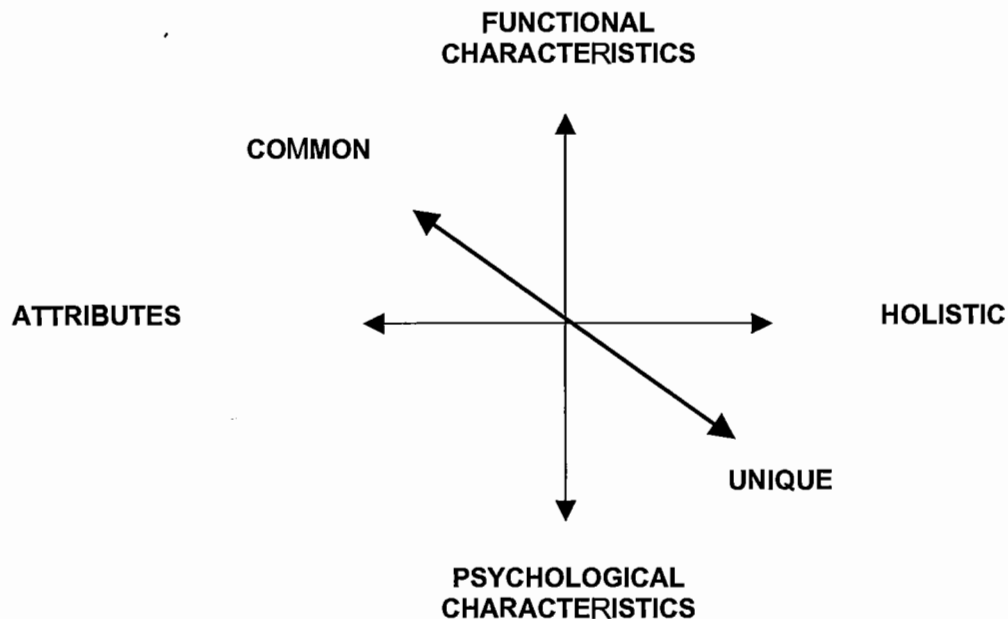 FUNCTIONAL
CHARACTERISTICS
COMMON
ATTRIBUTES
HOLISTIC
UNIQUE
PSYCHOLOGICAL
CHARACTERISTICS